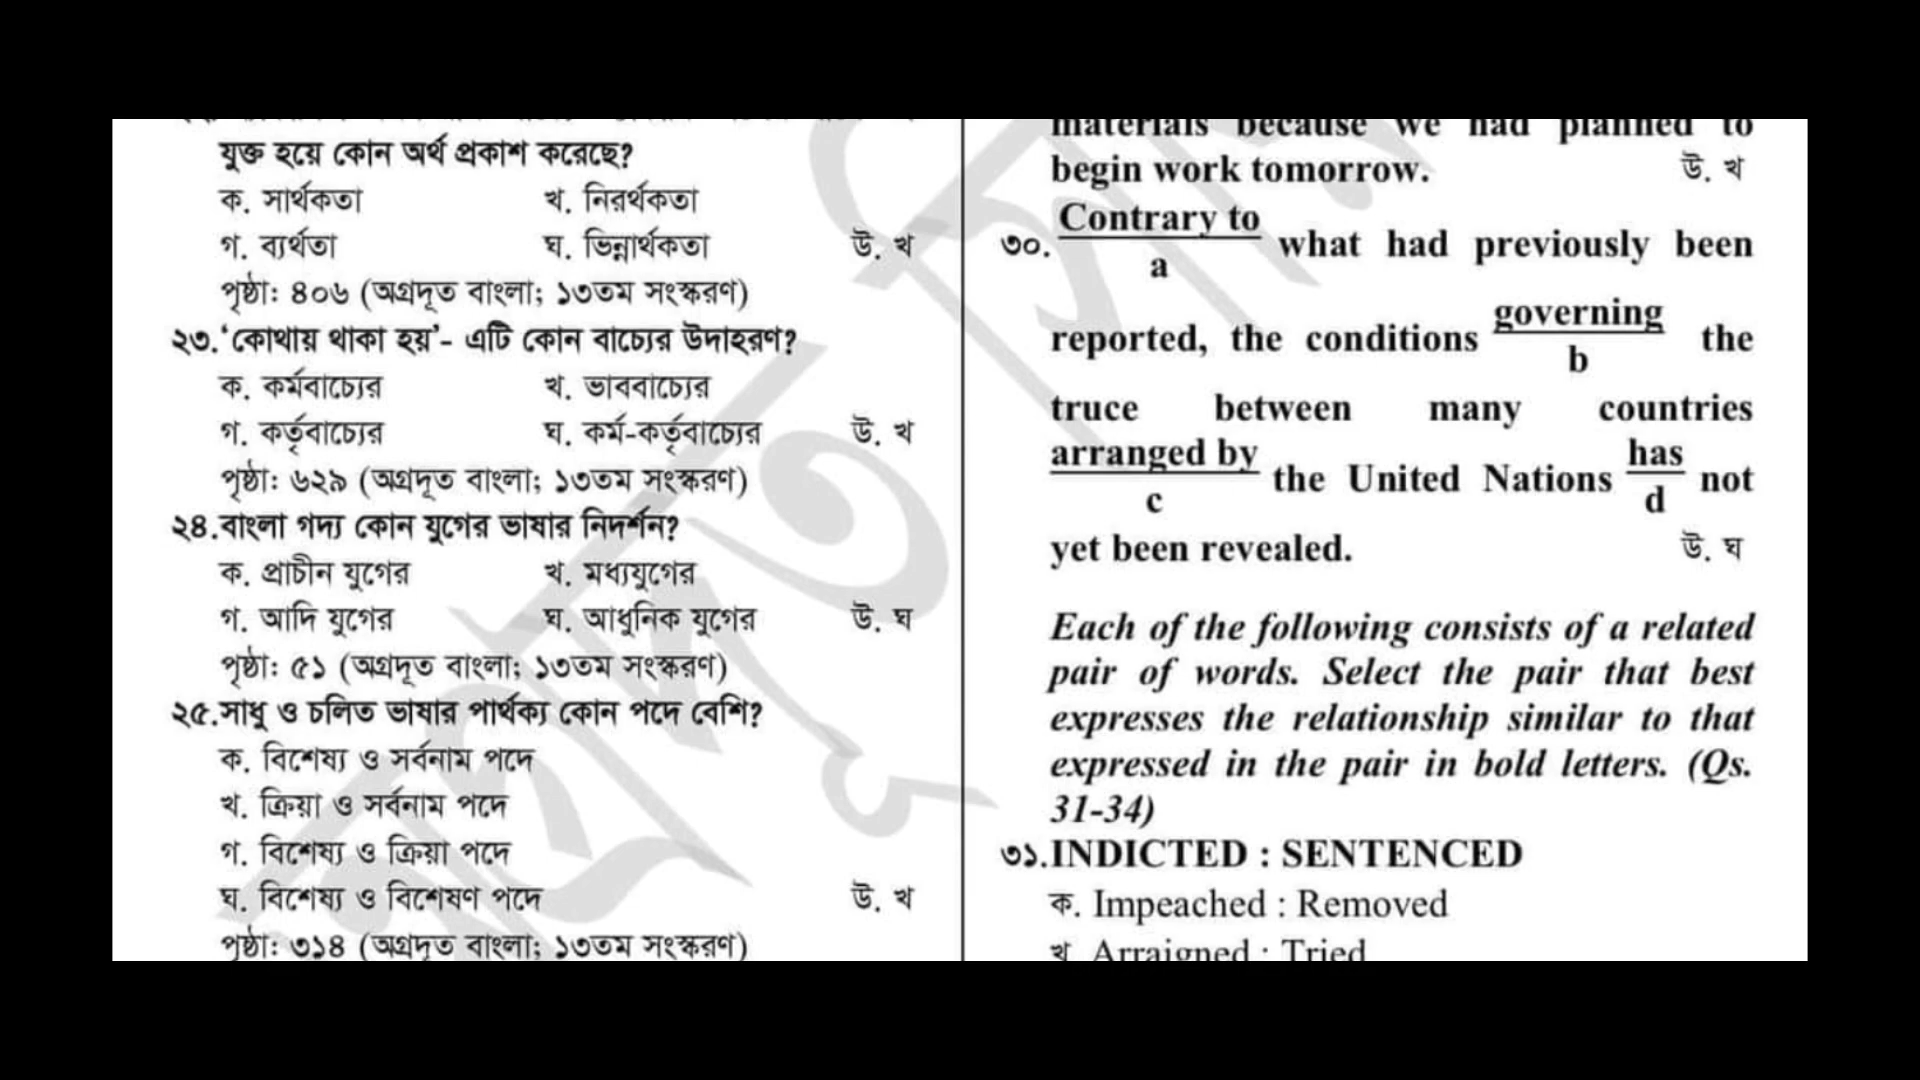 যুক্ত হয়ে কোন অর্থ প্রকাশ করেছে?
ক. সার্থকতা খ. নিরর্থকতা
গ. ব্যর্থতা ঘ. ভিন্নার্থকতা উ. খ
পৃষ্ঠা: ৪০৬ (অগ্রদূত বাংলা; ১৩তম সংস্করণ)
২৩. ‘কোথায় থাকা হয়’- এটি কোন বাচ্যের উদাহরণ?
ক. কর্মবাচ্যের খ. ভাববাচ্যের
গ. কর্তৃবাচ্যের ঘ. কর্ম-কর্তৃবাচ্যের উ. খ
পৃষ্ঠা: ৬২৯ (অগ্রদূত বাংলা; ১৩তম সংস্করণ)
২৪. বাংলা গদ্য কোন যুগের ভাষার নিদর্শন?
ক. প্রাচীন যুগের খ. মধ্যযুগের
গ. আদি যুগের ঘ. আধুনিক যুগের উ. ঘ
পৃষ্ঠা: ৫১ (অগ্রদূত বাংলা; ১৩তম সংস্করণ)
২৫. সাধু ও চলিত ভাষার পার্থক্য কোন পদে বেশি?
ক. বিশেষ্য ও সর্বনাম পদে
খ. ক্রিয়া ও সর্বনাম পদে
গ. বিশেষ্য ও ক্রিয়া পদে
ঘ. বিশেষ্য ও বিশেষণ পদে উ. খ
পৃষ্ঠা: ৩১৪ (অগ্রদূত বাংলা; ১৩তম সংস্করণ)
materials because we had planned to
begin work tomorrow. উ. খ
৩০. Contrary to what had previously been
a
reported, the conditions governing the
b
truce between many countries
arranged by the United Nations has not
c d
yet been revealed. উ. ঘ
Each of the following consists of a related
pair of words. Select the pair that best
expresses the relationship similar to that
expressed in the pair in bold letters. (Qs.
31-34)
৩১. INDICTED : SENTENCED
ক. Impeached : Removed
খ. Arraigned : Tried